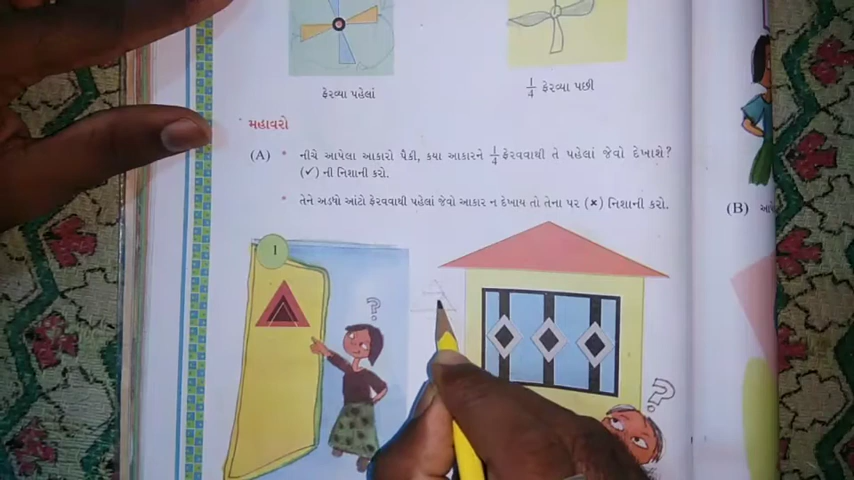 ફેરવ્યા પહેલાં
1/4 ફેરવ્યા પછી
મહાવરો
(A) * નીચે આપેલા આકારો પૈકી, કયા આકારને 1/4 ફેરવવાથી તે પહેલાં જેવો દેખાશે?
(✓) ની નિશાની કરો.
* તેને અડધો આંટો ફેરવવાથી પહેલાં જેવો આકાર ન દેખાય તો તેના પર (×) નિશાની કરો.
(B)
1
?
?